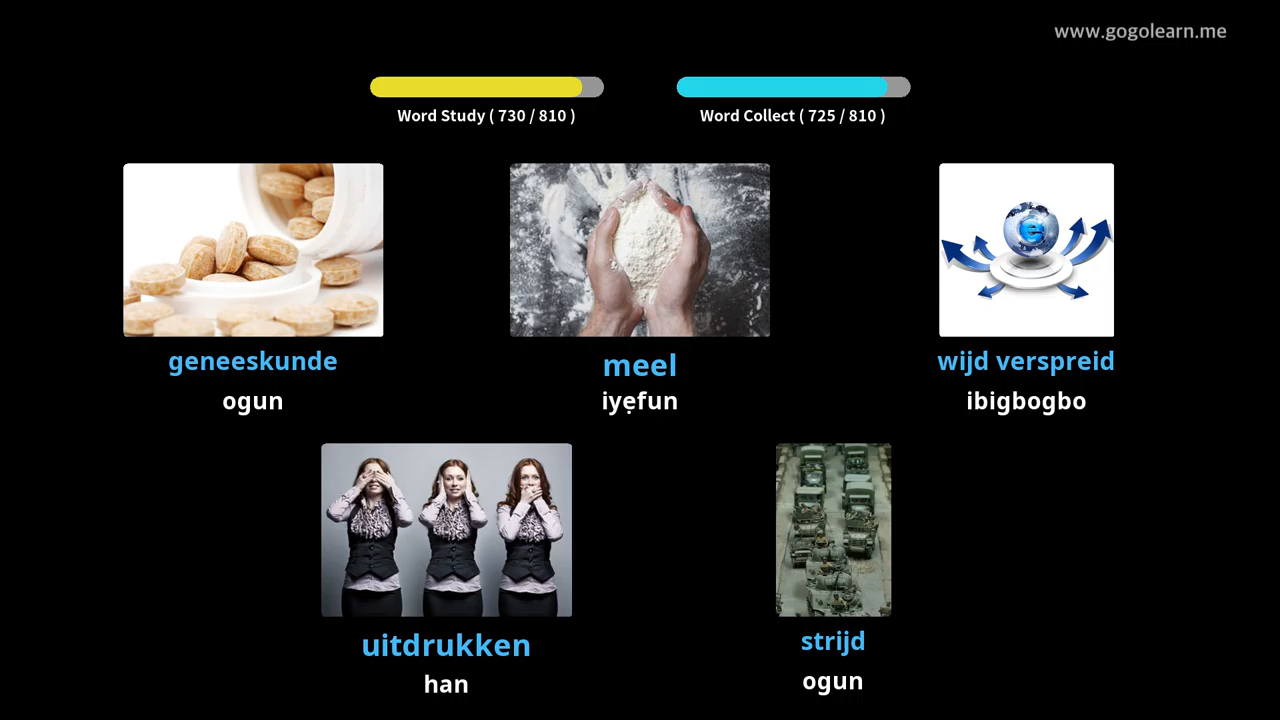 www.gogolearn.me
Word Study ( 730 / 810 )
Word Collect ( 725 / 810 )
geneeskunde
ogun
meel
iyẹfun
wijd verspreid
ibigbogbo
uitdrukken
han
strijd
ogun